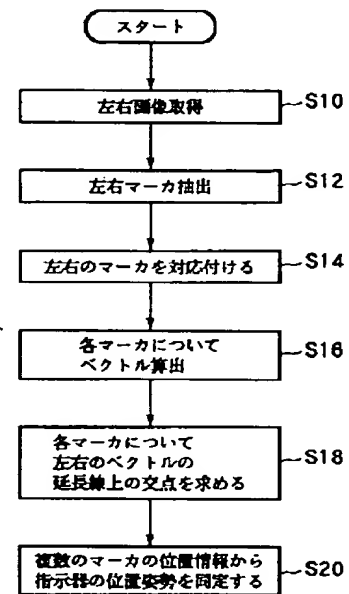 スタート
左右画像取得
S10
左右マーカ抽出
S12
左右のマーカを対応付ける
S14
各マーカについて
ベクトル算出
S16
各マーカについて
左右のベクトルの
延長線上の交点を求める
S18
複数のマーカの位置情報から
指示器の位置姿勢を同定する
S20